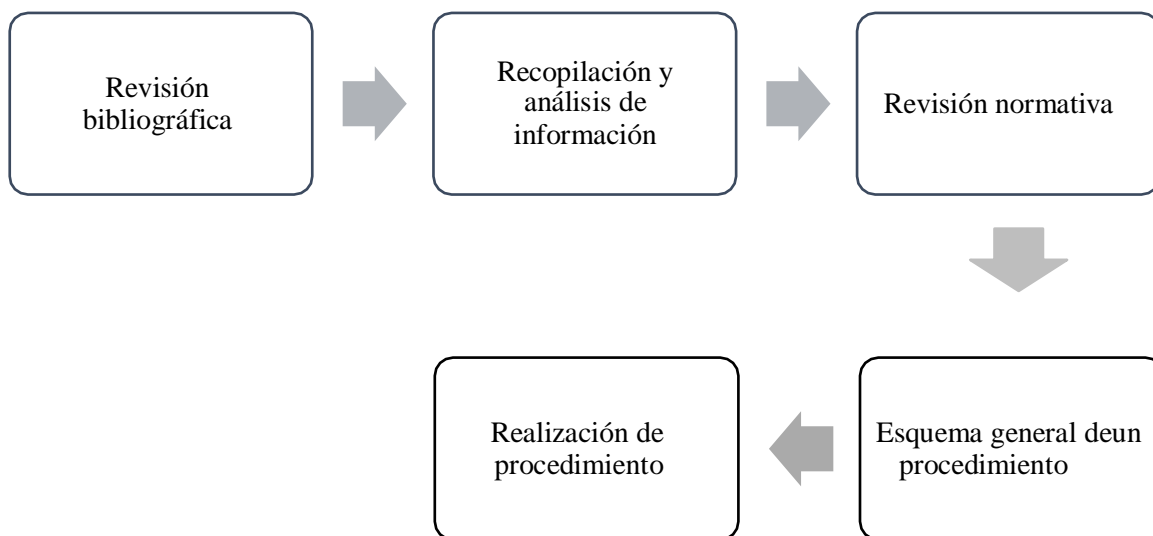 Revisión
bibliográfica
Recopilación y
análisis de
información
Revisión normativa
Esquema general deun
procedimiento
Realización de
procedimiento